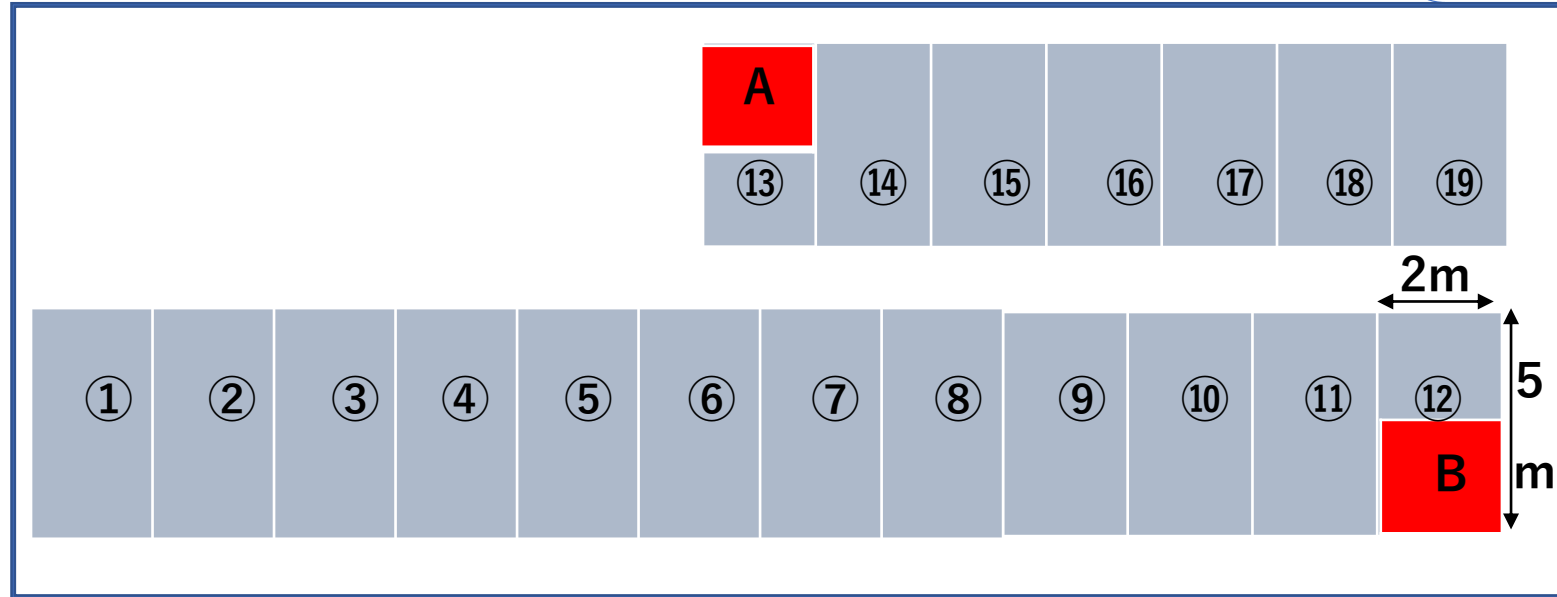 A
⑬ ⑭ ⑮ ⑯ ⑰ ⑱ ⑲
2m
① ② ③ ④ ⑤ ⑥ ⑦ ⑧ ⑨ ⑩ ⑪ ⑫
5
m
B